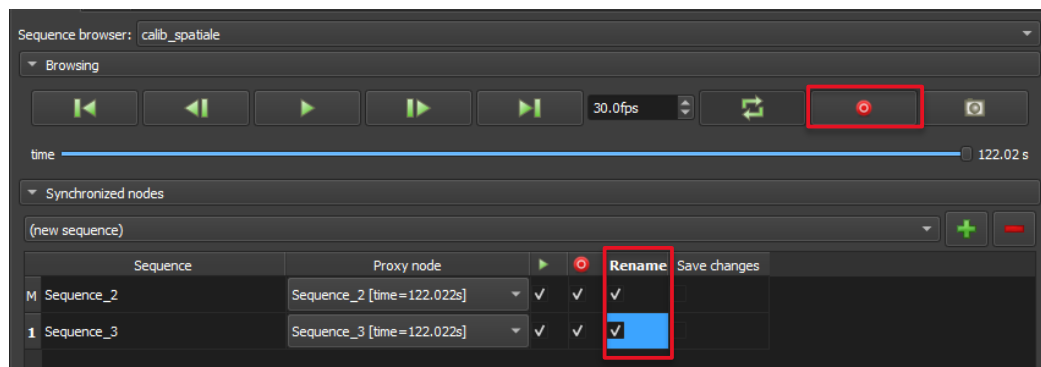 Sequence browser: calib_spatiale
Browsing
30.0fps
time 122.02 s
Synchronized nodes
(new sequence)
Sequence Proxy node Rename Save changes
M Sequence_2 Sequence_2 [time=122.022s]
1 Sequence_3 Sequence_3 [time=122.022s]